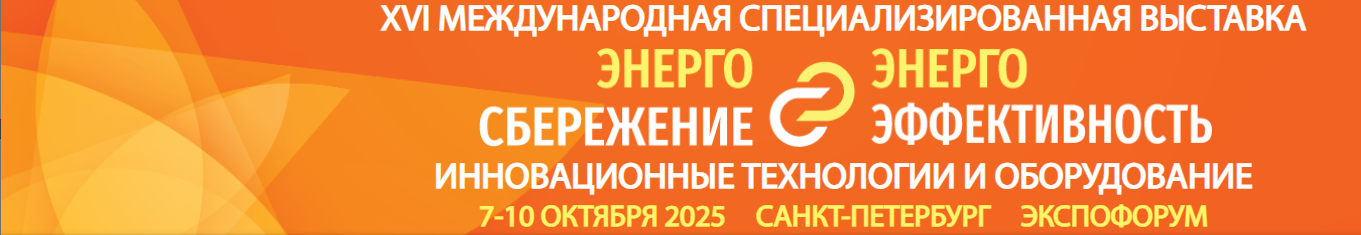 XVI МЕЖДУНАРОДНАЯ СПЕЦИАЛИЗИРОВАННАЯ ВЫСТАВКА
ЭНЕРГО ЭНЕРГО
СБЕРЕЖЕНИЕ ЭФФЕКТИВНОСТЬ
ИННОВАЦИОННЫЕ ТЕХНОЛОГИИ И ОБОРУДОВАНИЕ
7-10 ОКТЯБРЯ 2025 САНКТ-ПЕТЕРБУРГ ЭКСПОФОРУМ